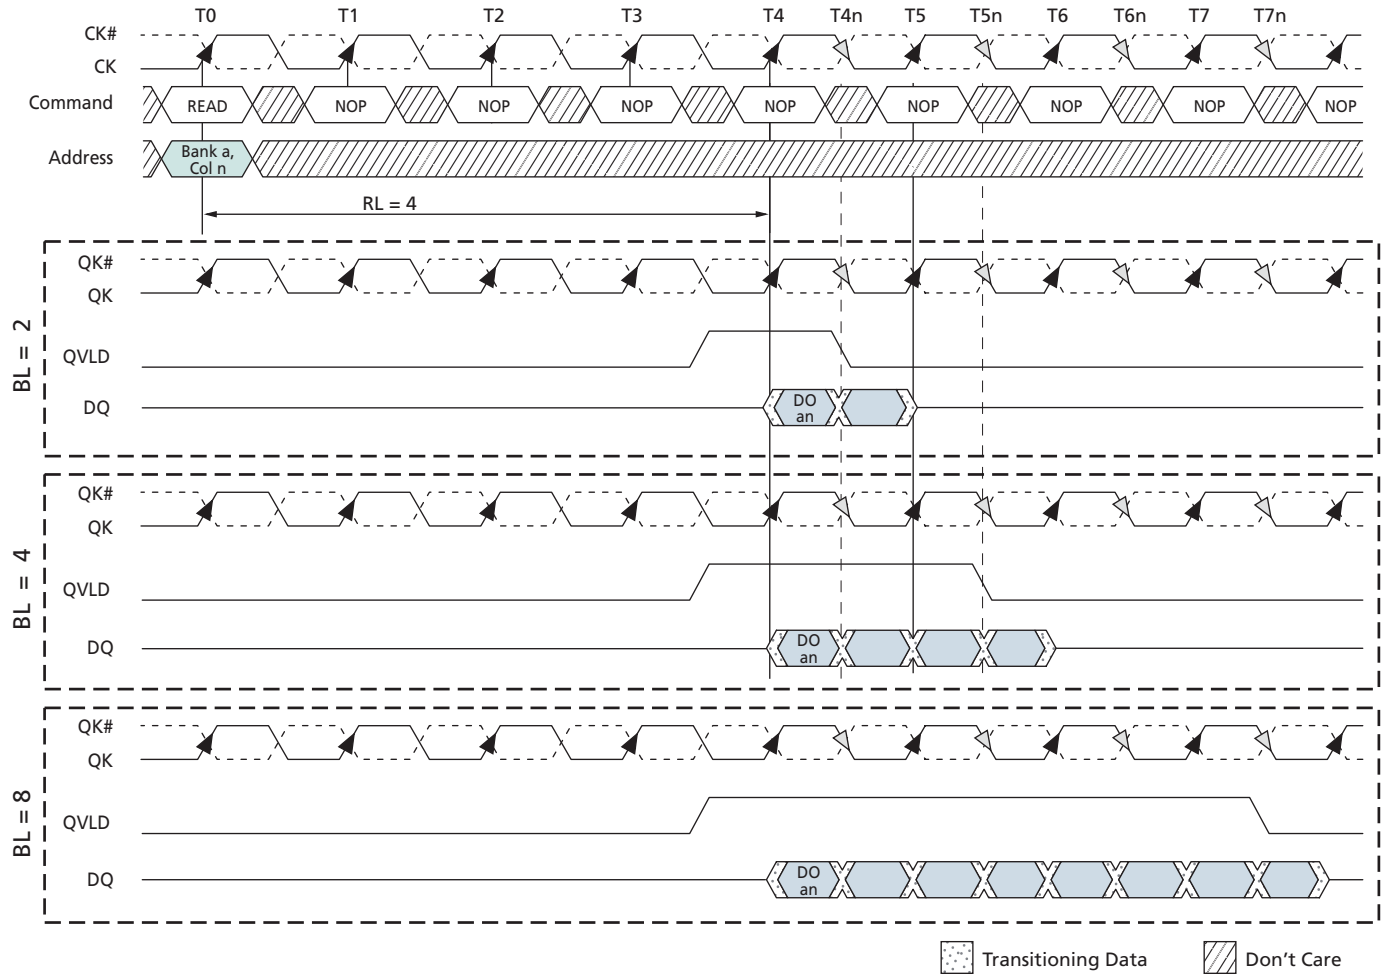 T0 T1 T2 T3 T4 T4n T5 T5n T6 T6n T7 T7n
CK#
CK
Command READ NOP NOP NOP NOP NOP NOP NOP NOP
Address Bank a,
Col n
RL = 4
BL = 2
QK#
QK
QVLD
DQ DO
an
BL = 4
QK#
QK
QVLD
DQ DO
an
BL = 8
QK#
QK
QVLD
DQ DO
an
Transitioning Data Don't Care